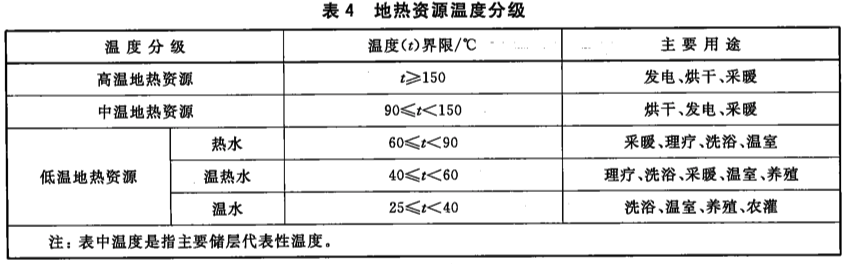 表 4 地热资源温度分级
温度分级 温度(t)界限/℃ 主要用途
高温地热资源 t≥150 发电、烘干、采暖
中温地热资源 90≤t<150 烘干、发电、采暖
低温地热资源 热水 60≤t<90 采暖、理疗、洗浴、温室
温热水 40≤t<60 理疗、洗浴、采暖、温室、养殖
温水 25≤t<40 洗浴、温室、养殖、农灌
注：表中温度是指主要储层代表性温度。